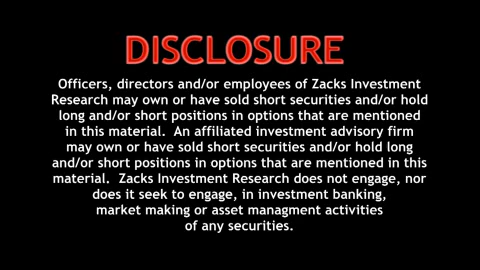 DISCLOSURE
Officers, directors and/or employees of Zacks Investment
Research may own or have sold short securities and/or hold
long and/or short positions in options that are mentioned
in this material.  An affiliated investment advisory firm
may own or have sold short securities and/or hold long
and/or short positions in options that are mentioned in this
material.  Zacks Investment Research does not engage, nor
does it seek to engage, in investment banking,
market making or asset managment activities
of any securities.